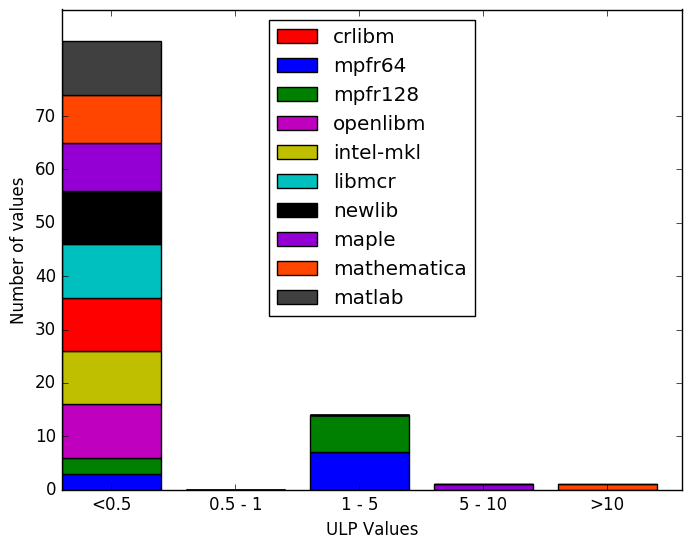 crlibm
mpfr64
mpfr128
openlibm
intel-mkl
libmcr
newlib
maple
mathematica
matlab
Number of values
70
60
50
40
30
20
10
0
<0.5
0.5 - 1
1 - 5
5 - 10
>10
ULP Values